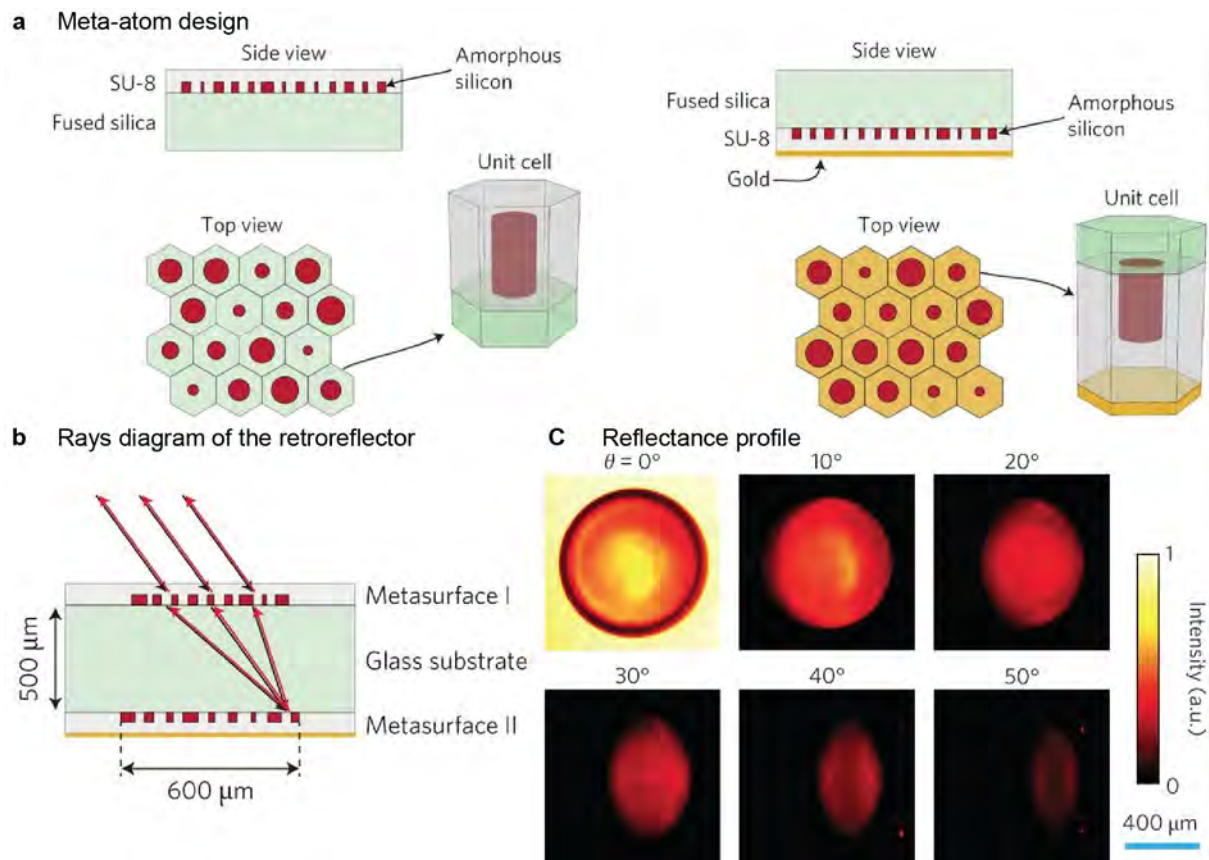 a Meta-atom design
Side view
SU-8
Amorphous
silicon
Fused silica
Unit cell
Top view
Side view
Fused silica
Amorphous
silicon
SU-8
Gold
Unit cell
Top view
b Rays diagram of the retroreflector
Metasurface I
500 µm
Glass substrate
Metasurface II
600 µm
C Reflectance profile
θ = 0°
10°
20°
30°
40°
50°
1
Intensity (a.u.)
0
400 µm